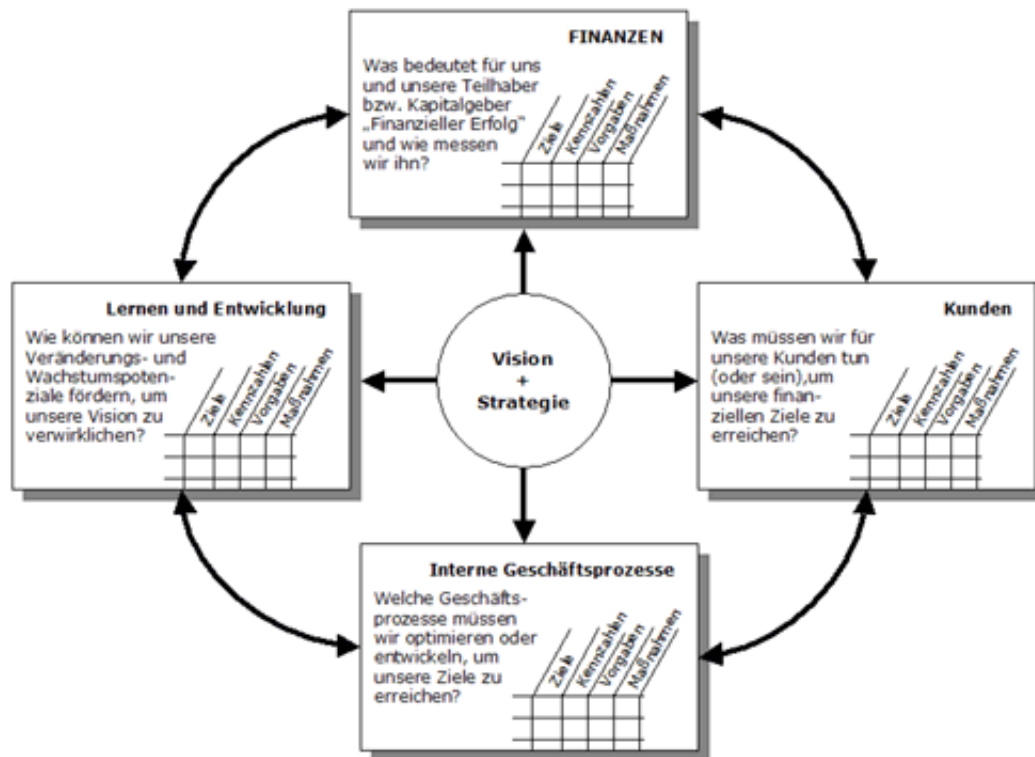 FINANZEN
Was bedeutet für uns
und unsere Teilhaber
bzw. Kapitalgeber
„Finanzieller Erfolg“
und wie messen
wir ihn?
Ziele
Kennzahlen
Vorgaben
Maßnahmen
Lernen und Entwicklung
Wie können wir unsere
Veränderungs- und
Wachstumspoten-
ziale fördern, um
unsere Vision zu
verwirklichen?
Ziele
Kennzahlen
Vorgaben
Maßnahmen
Vision
+
Strategie
Kunden
Was müssen wir für
unsere Kunden tun
(oder sein),um
unsere finan-
ziellen Ziele zu
erreichen?
Ziele
Kennzahlen
Vorgaben
Maßnahmen
Interne Geschäftsprozesse
Welche Geschäfts-
prozesse müssen
wir optimieren oder
entwickeln, um
unsere Ziele zu
erreichen?
Ziele
Kennzahlen
Vorgaben
Maßnahmen